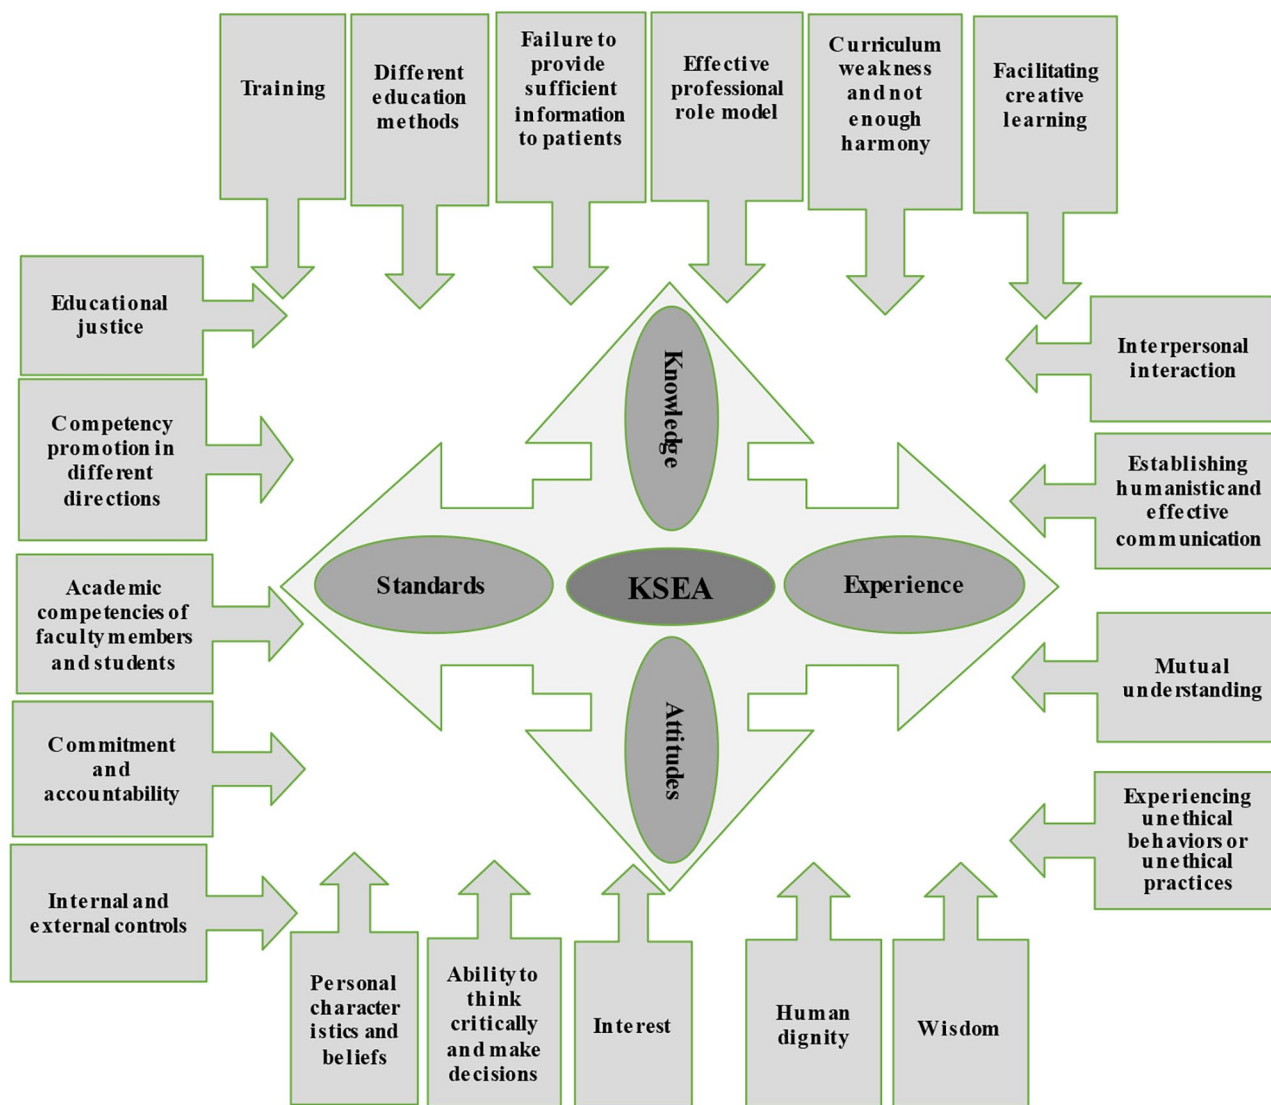 Training
Different
education
methods
Failure to
provide
sufficient
information
to patients
Effective
professional
role model
Curriculum
weakness
and not
enough
harmony
Facilitating
creative
learning
Educational
justice
Competency
promotion in
different
directions
Academic
competencies
of faculty
members
and students
Commitment
and
accountability
Internal and
external controls
Knowledge
Standards
KSEA
Experience
Attitudes
Interpersonal
interaction
Establishing
humanistic and
effective
communication
Mutual
understanding
Experiencing
unethical
behaviors or
unethical
practices
Personal
character
istics and
beliefs
Ability to
think
critically
and make
decisions
Interest
Human
dignity
Wisdom